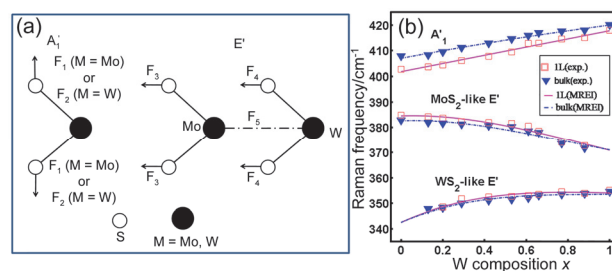 (a)
A₁'
F₁ (M = Mo)
or
F₂ (M = W)
F₁ (M = Mo)
or
F₂ (M = W)
E'
F₃
F₄
Mo
F₅
W
F₃
F₄
S
M = Mo, W
(b)
Raman frequency/cm⁻¹
420
410
400
390
380
370
360
350
340
A'₁
1L(exp.)
bulk(exp.)
1L(MREI)
bulk(MREI)
MoS₂-like E'
WS₂-like E'
0 0.2 0.4 0.6 0.8 1
W composition x